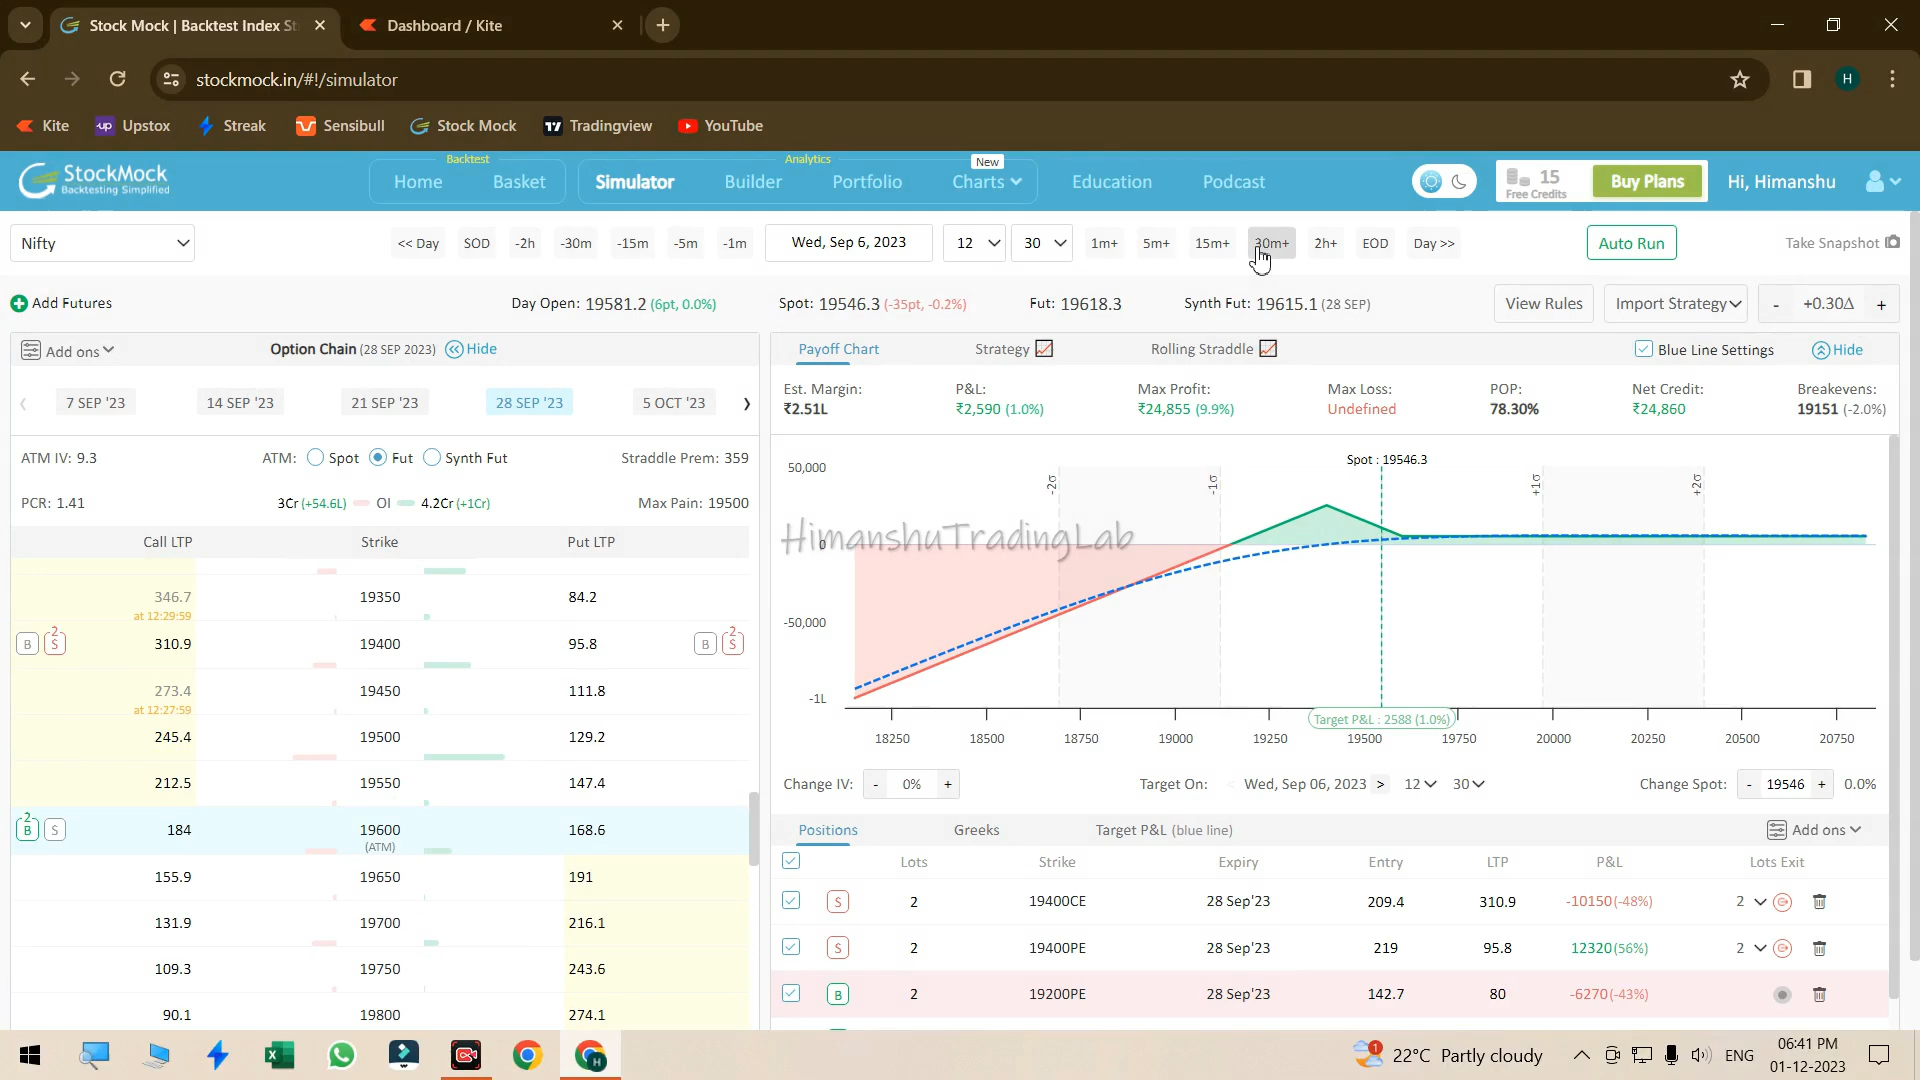 Stock Mock | Backtest Index St
Dashboard / Kite
stockmock.in/#!/simulator
H
Kite
up Upstox
Streak
Sensibull
Stock Mock
Tradingview
YouTube
StockMock
Backtesting Simplified
Backtest
Home
Basket
Simulator
Analytics
Builder
Portfolio
New
Charts
Education
Podcast
15
Free Credits
Buy Plans
Hi, Himanshu
Nifty
<< Day
SOD
-2h
-30m
-15m
-5m
-1m
Wed, Sep 6, 2023
12
30
1m+
5m+
15m+
30m+
2h+
EOD
Day >>
Auto Run
Take Snapshot
Add Futures
Day Open: 19581.2 (6pt, 0.0%)
Spot: 19546.3 (-35pt, -0.2%)
Fut: 19618.3
Synth Fut: 19615.1 (28 SEP)
View Rules
Import Strategy
- +0.30Δ +
Add ons
Option Chain (28 SEP 2023)
Hide
7 SEP '23
14 SEP '23
21 SEP '23
28 SEP '23
5 OCT '23
ATM IV: 9.3
ATM: Spot Fut Synth Fut
Straddle Prem: 359
PCR: 1.41
3Cr (+54.6L) OI 4.2Cr (+1Cr)
Max Pain: 19500
Call LTP Strike Put LTP
346.7 19350 84.2
at 12:29:59
B 2 S 310.9 19400 95.8 B 2 S
273.4 19450 111.8
at 12:27:59
245.4 19500 129.2
212.5 19550 147.4
2 B S 184 19600 168.6
(ATM)
155.9 19650 191
131.9 19700 216.1
109.3 19750 243.6
90.1 19800 274.1
Payoff Chart
Strategy
Rolling Straddle
Blue Line Settings
Hide
Est. Margin:
₹2.51L
P&L:
₹2,590 (1.0%)
Max Profit:
₹24,855 (9.9%)
Max Loss:
Undefined
POP:
78.30%
Net Credit:
₹24,860
Breakevens:
19151 (-2.0%)
Spot : 19546.3
50,000
0
-50,000
-1L
-2σ
-1σ
+1σ
+2σ
HimanshuTradingLab
Target P&L : 2588 (1.0%)
18250 18500 18750 19000 19250 19500 19750 20000 20250 20500 20750
Change IV: - 0% +
Target On: < Wed, Sep 06, 2023 > 12 30
Change Spot: - 19546 + 0.0%
Positions
Greeks
Target P&L (blue line)
Add ons
Lots Strike Expiry Entry LTP P&L Lots Exit
S 2 19400CE 28 Sep'23 209.4 310.9 -10150(-48%) 2
S 2 19400PE 28 Sep'23 219 95.8 12320(56%) 2
B 2 19200PE 28 Sep'23 142.7 80 -6270(-43%)
1
22°C Partly cloudy
ENG
06:41 PM
01-12-2023